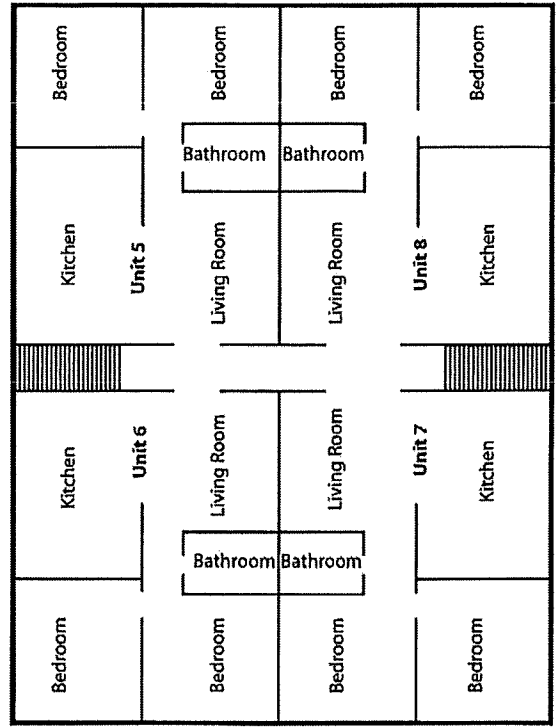 Bedroom
Bedroom
Bedroom
Bedroom
Bathroom
Bathroom
Kitchen
Unit 5
Living Room
Living Room
Unit 8
Kitchen
Kitchen
Unit 6
Living Room
Living Room
Unit 7
Kitchen
Bathroom
Bathroom
Bedroom
Bedroom
Bedroom
Bedroom